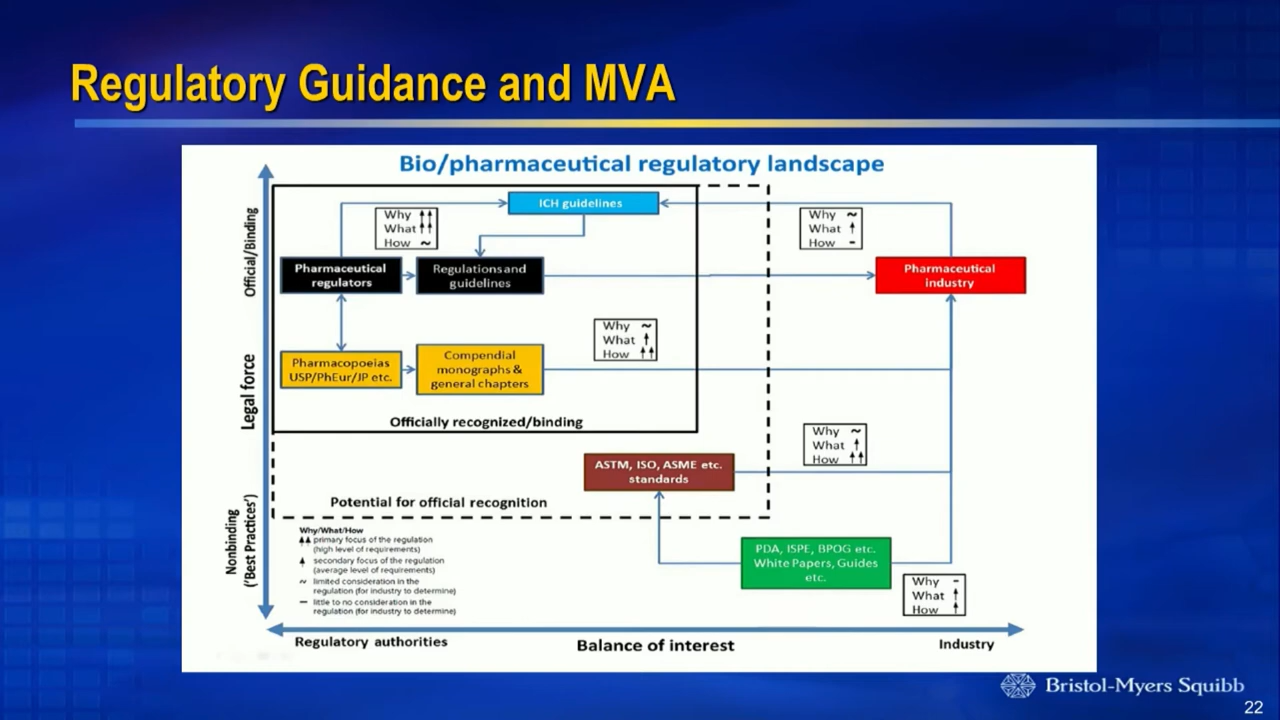 Regulatory Guidance and MVA
Bio/pharmaceutical regulatory landscape
Official/Binding
Legal force
Nonbinding
('Best Practices')
ICH guidelines
Why ↑↑
What ↑↑
How ~
Why ~
What ↑
How -
Pharmaceutical
regulators
Regulations and
guidelines
Pharmaceutical
industry
Why ~
What ↑
How ↑↑
Pharmacopoeias
USP/PhEur/JP etc.
Compendial
monographs &
general chapters
Officially recognized/binding
Why ~
What ↑
How ↑↑
ASTM, ISO, ASME etc.
standards
Potential for official recognition
Why/What/How
↑↑ primary focus of the regulation
(high level of requirements)
↑ secondary focus of the regulation
(average level of requirements)
~ limited consideration in the
regulation (for industry to determine)
− little to no consideration in the
regulation (for industry to determine)
PDA, ISPE, BPOG etc.
White Papers, Guides
etc.
Why -
What ↑
How ↑
Regulatory authorities
Balance of interest
Industry
Bristol-Myers Squibb
22